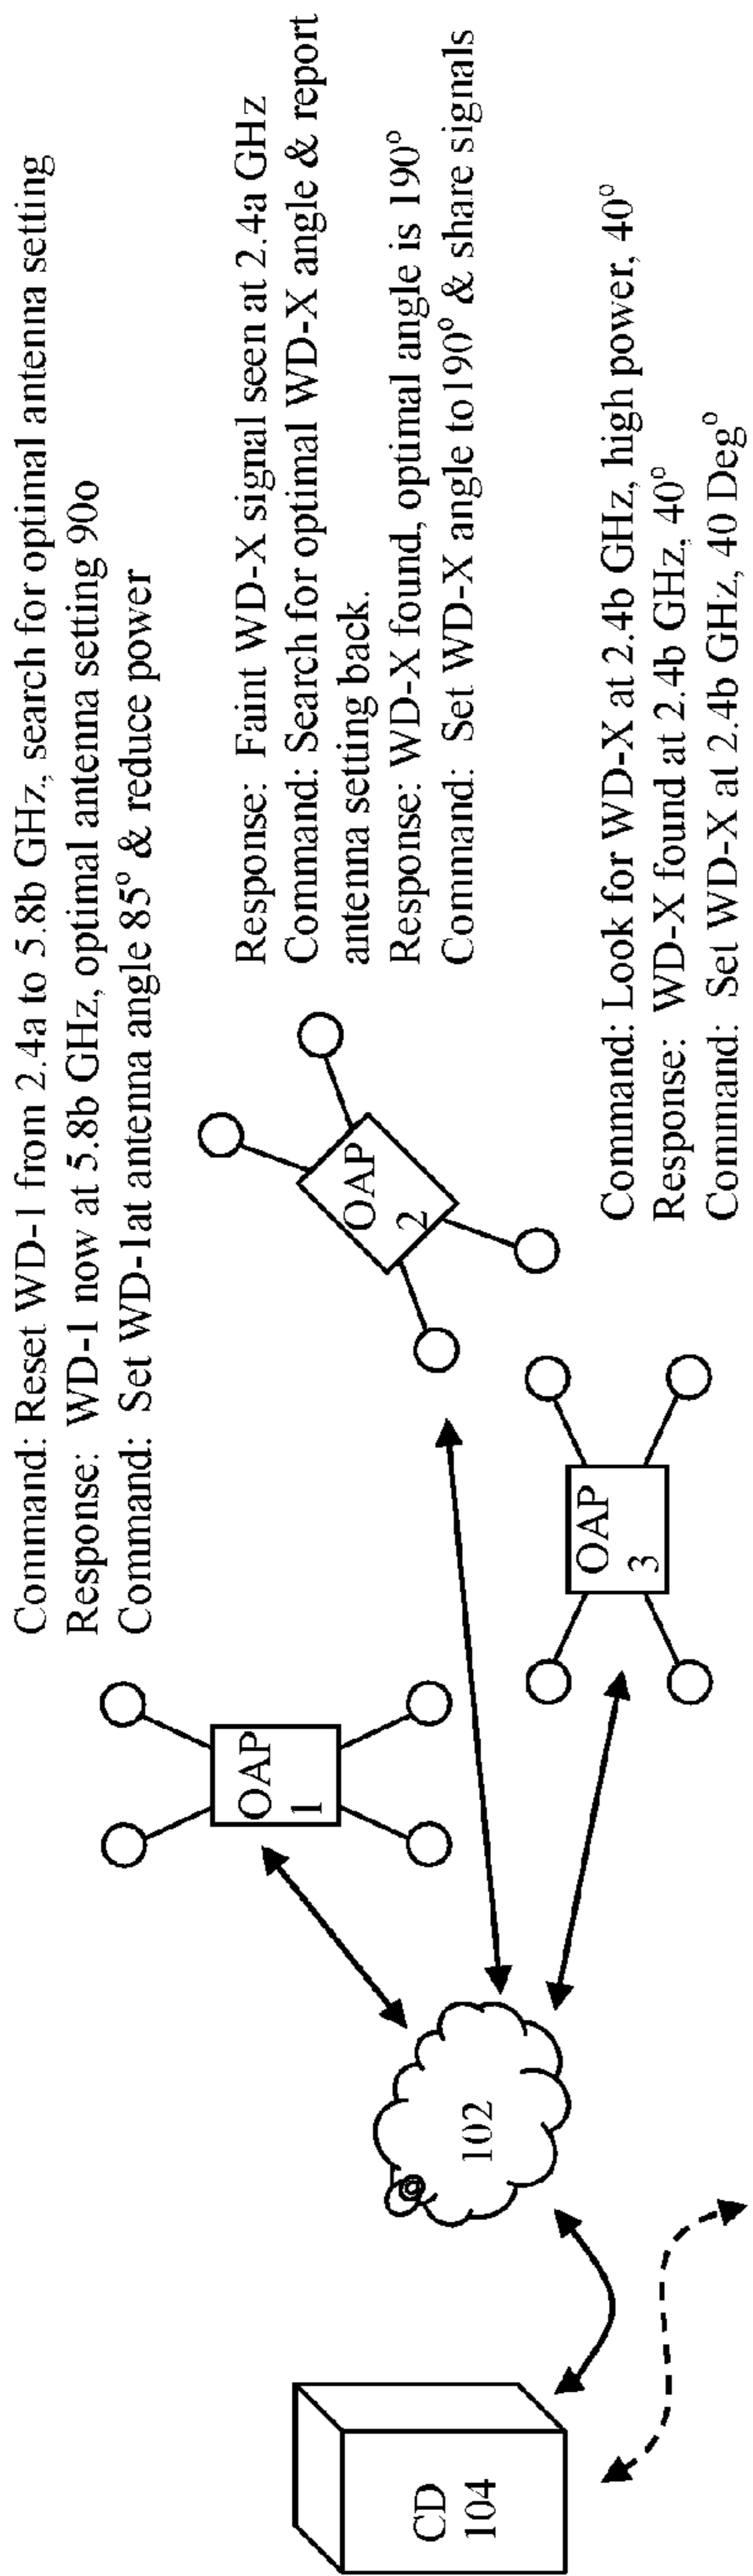 Command: Reset WD-1 from 2.4a to 5.8b GHz, search for optimal antenna setting
Response: WD-1 now at 5.8b GHz, optimal antenna setting 90o
Command: Set WD-1at antenna angle 85° & reduce power
Response: Faint WD-X signal seen at 2.4a GHz
Command: Search for optimal WD-X angle & report
antenna setting back.
Response: WD-X found, optimal angle is 190°
Command: Set WD-X angle to190° & share signals
Command: Look for WD-X at 2.4b GHz, high power, 40°
Response: WD-X found at 2.4b GHz, 40°
Command: Set WD-X at 2.4b GHz, 40 Deg°
OAP
1
OAP
2
OAP
3
102
CD
104